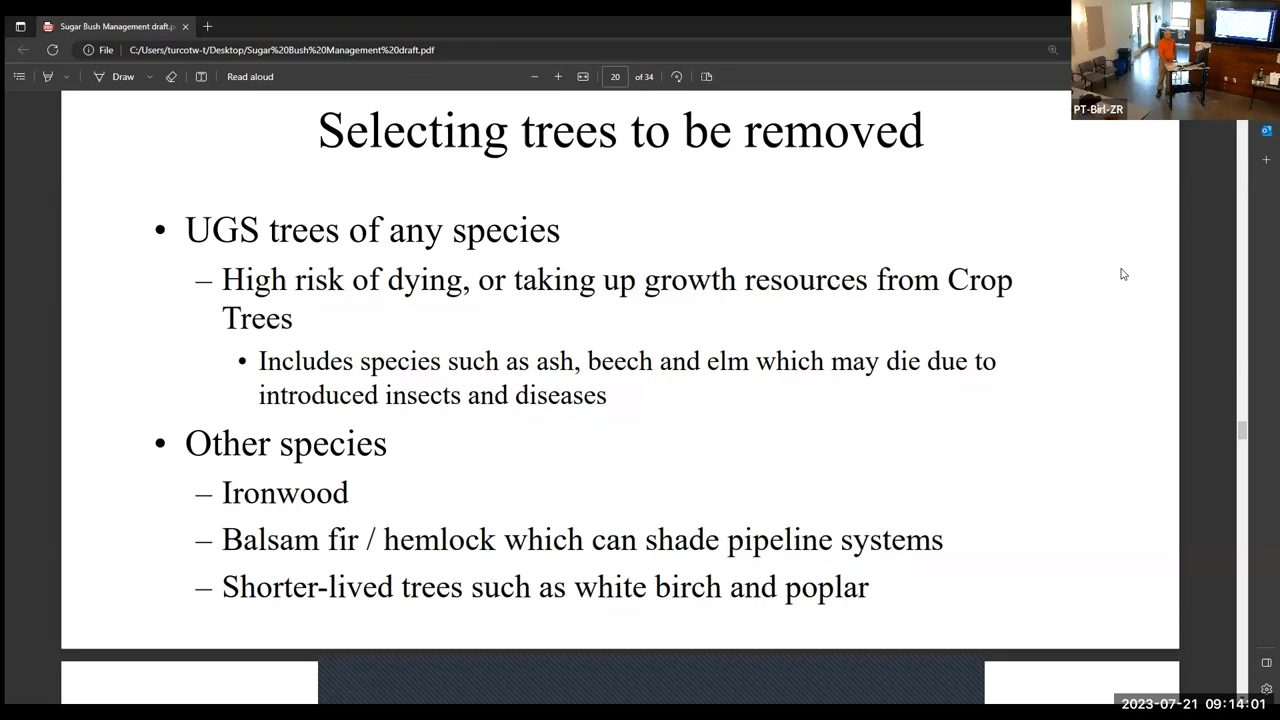 Sugar Bush Management draft.p
File
C:/Users/turcotw-t/Desktop/Sugar%20Bush%20Management%20draft.pdf
Draw
Read aloud
20 of 34
PT-Birl-ZR
Selecting trees to be removed
• UGS trees of any species
– High risk of dying, or taking up growth resources from Crop
Trees
• Includes species such as ash, beech and elm which may die due to
introduced insects and diseases
• Other species
– Ironwood
– Balsam fir / hemlock which can shade pipeline systems
– Shorter-lived trees such as white birch and poplar
2023-07-21 09:14:01